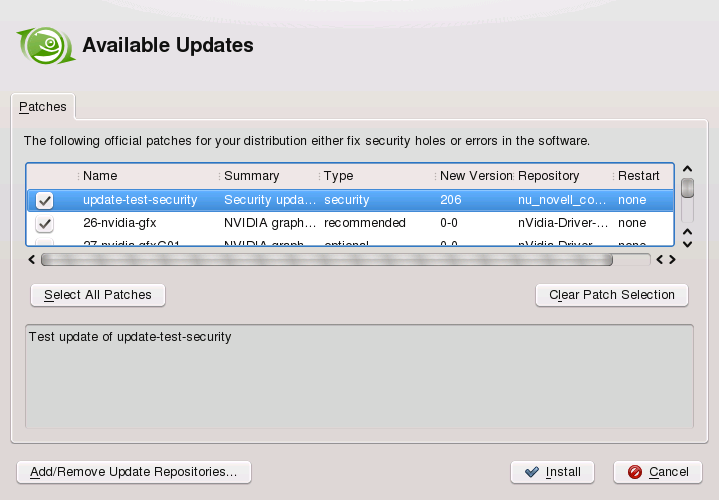 Available Updates
Patches
The following official patches for your distribution either fix security holes or errors in the software.
Name Summary Type New Version Repository Restart
update-test-security Security upda... security 206 nu_novell_co... none
26-nvidia-gfx NVIDIA graph... recommended 0-0 nVidia-Driver-... none
27-nvidia-gfxG01 NVIDIA graph... optional 0-0 nVidia-Driver-... none
Select All Patches Clear Patch Selection
Test update of update-test-security
Add/Remove Update Repositories... Install Cancel